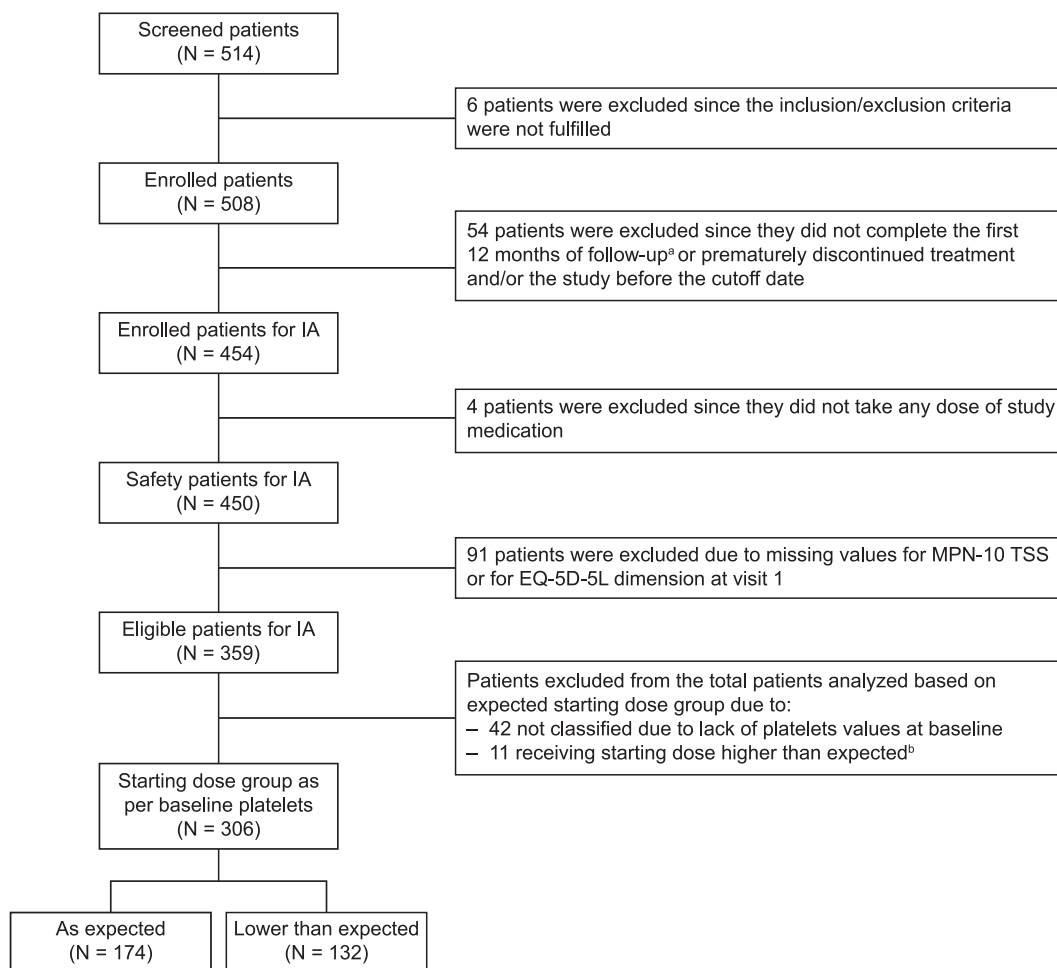 Screened patients
(N = 514)
6 patients were excluded since the inclusion/exclusion criteria
were not fulfilled
Enrolled patients
(N = 508)
54 patients were excluded since they did not complete the first
12 months of follow-upᵃ or prematurely discontinued treatment
and/or the study before the cutoff date
Enrolled patients for IA
(N = 454)
4 patients were excluded since they did not take any dose of study
medication
Safety patients for IA
(N = 450)
91 patients were excluded due to missing values for MPN-10 TSS
or for EQ-5D-5L dimension at visit 1
Eligible patients for IA
(N = 359)
Patients excluded from the total patients analyzed based on
expected starting dose group due to:
– 42 not classified due to lack of platelets values at baseline
– 11 receiving starting dose higher than expectedᵇ
Starting dose group as
per baseline platelets
(N = 306)
As expected
(N = 174)
Lower than expected
(N = 132)